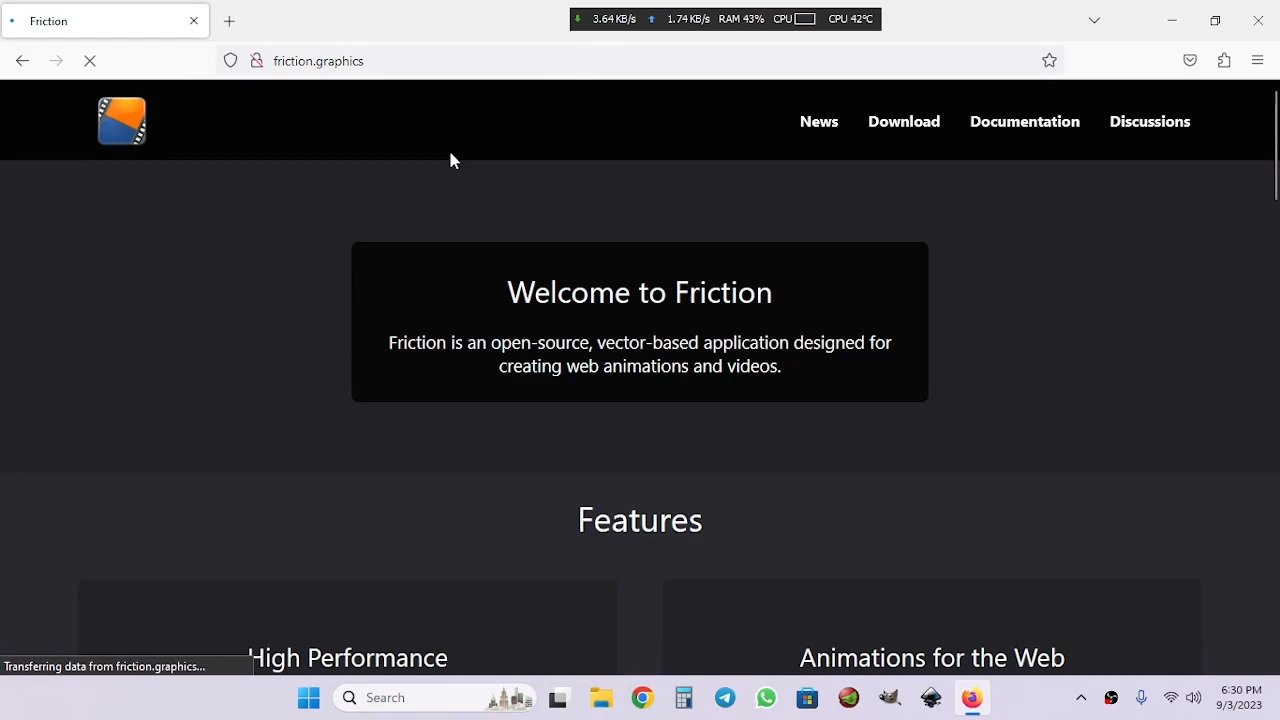 Friction
3.64 KB/s 1.74 KB/s RAM 43% CPU CPU 42°C
friction.graphics
News Download Documentation Discussions
Welcome to Friction
Friction is an open-source, vector-based application designed for
creating web animations and videos.
Features
High Performance
Animations for the Web
Transferring data from friction.graphics...
Search
6:30 PM
9/3/2023